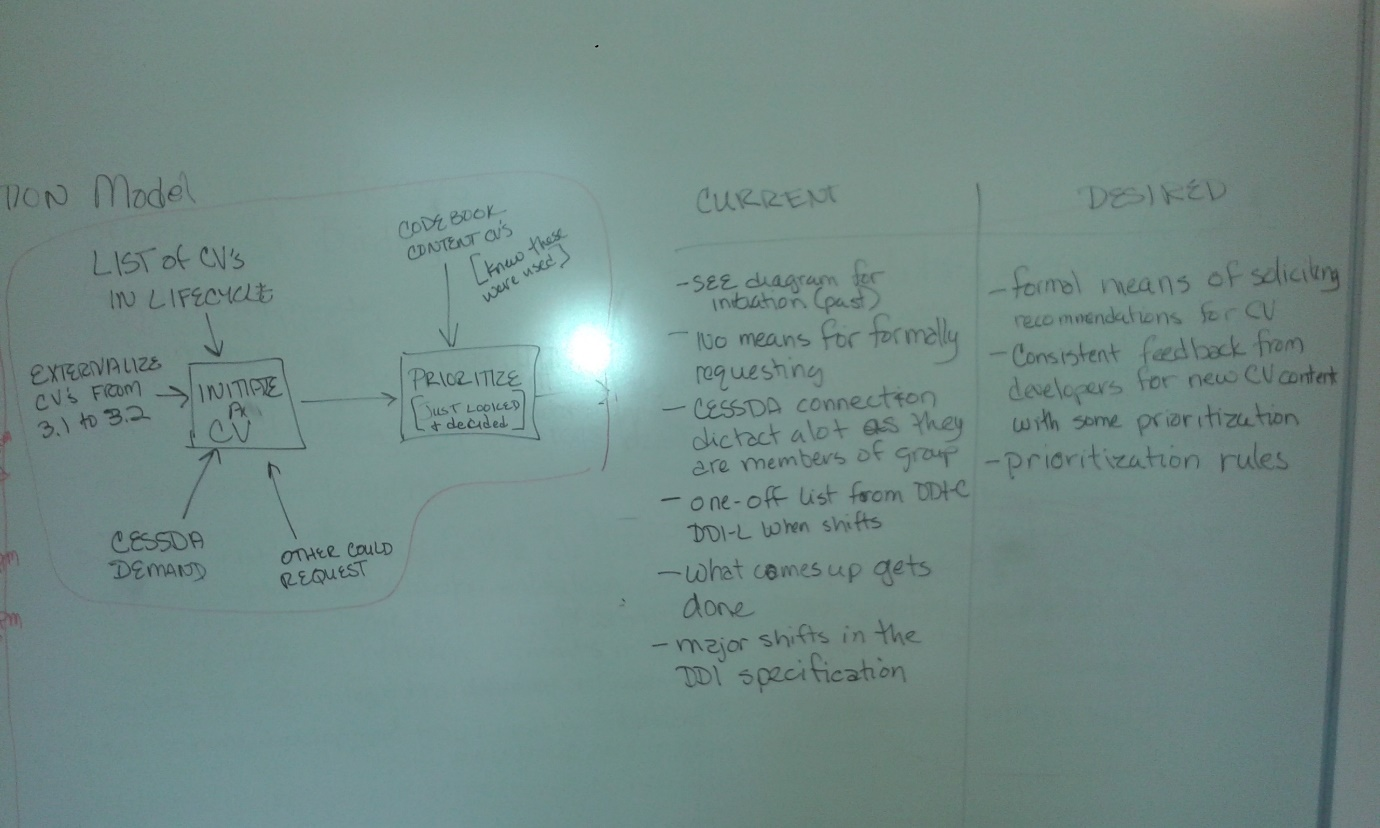 TION Model
LIST of CV's
IN LIFECYCLE
EXTERNALIZE
CV's FROM
3.1 to 3.2
INITIATE
A
CV
CESSDA
DEMAND
OTHER COULD
REQUEST
CODEBOOK
CONTENT CV'S
[Knew these
were used]
PRIORITIZE
[Just LOOKED
+ decided]
CURRENT
- SEE diagram for
initiation (past)
- No means for formally
requesting
- CESSDA connection
dictact alot as they
are members of group
- one-off list from DDI-C
DDI-L when shifts
- What comes up gets
done
- major shifts in the
DDI specification
DESIRED
- formal means of soliciting
recommendations for CV
- Consistent feedback from
developers for new CV content
with some prioritization
- prioritization rules